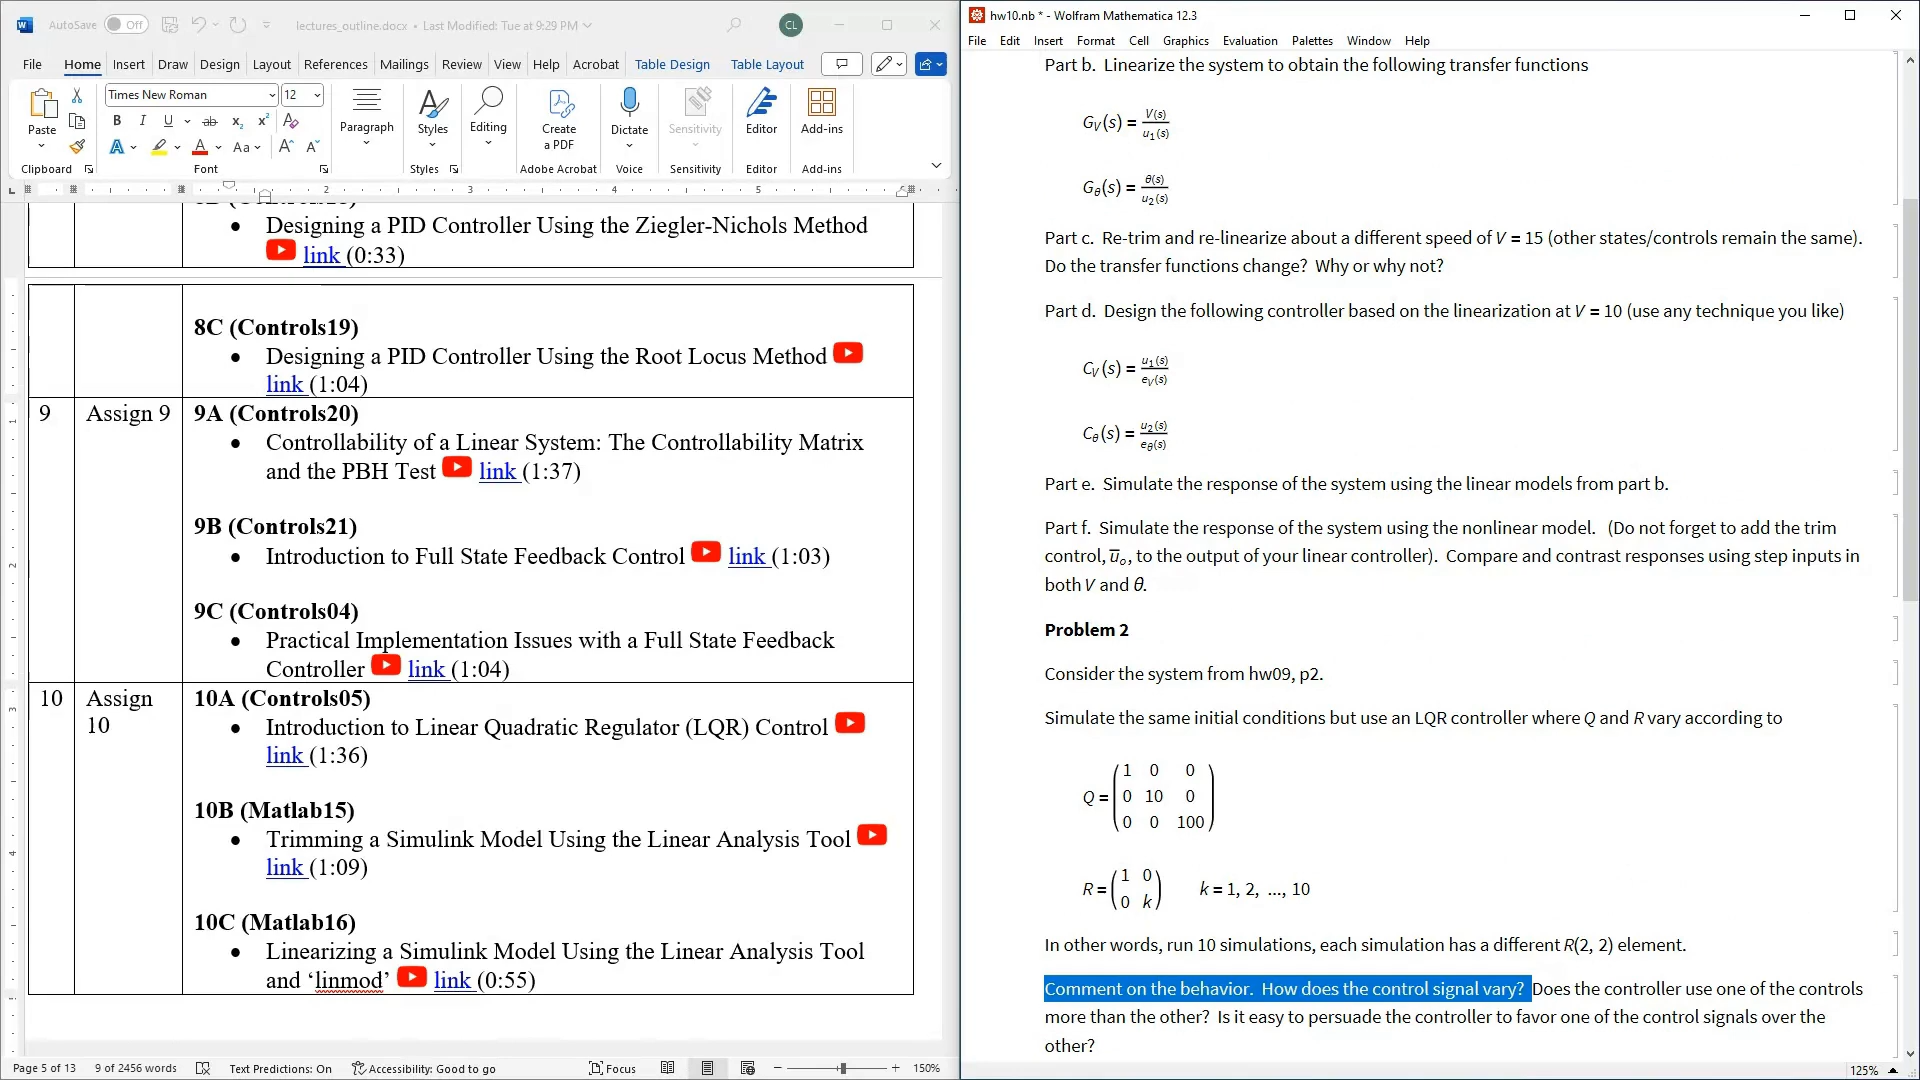 AutoSave Off lectures_outline.docx • Last Modified: Tue at 9:29 PM CL
File Home Insert Draw Design Layout References Mailings Review View Help Acrobat Table Design Table Layout
Times New Roman 12
Paste Paragraph Styles Editing Create a PDF Dictate Sensitivity Editor Add-ins
B I U ab x₂ x² A
A Aa A A
Clipboard Font Styles Adobe Acrobat Voice Sensitivity Editor Add-ins
1 2 3 4 5 6
• Designing a PID Controller Using the Ziegler-Nichols Method
link (0:33)
8C (Controls19)
• Designing a PID Controller Using the Root Locus Method
link (1:04)
9 Assign 9 9A (Controls20)
• Controllability of a Linear System: The Controllability Matrix
and the PBH Test link (1:37)
9B (Controls21)
• Introduction to Full State Feedback Control link (1:03)
9C (Controls04)
• Practical Implementation Issues with a Full State Feedback
Controller link (1:04)
10 Assign 10 10A (Controls05)
• Introduction to Linear Quadratic Regulator (LQR) Control
link (1:36)
10B (Matlab15)
• Trimming a Simulink Model Using the Linear Analysis Tool
link (1:09)
10C (Matlab16)
• Linearizing a Simulink Model Using the Linear Analysis Tool
and ‘linmod’ link (0:55)
Page 5 of 13 9 of 2456 words Text Predictions: On Accessibility: Good to go Focus 150%
hw10.nb * - Wolfram Mathematica 12.3
File Edit Insert Format Cell Graphics Evaluation Palettes Window Help
Part b. Linearize the system to obtain the following transfer functions
G_V(s) = V(s)/u₁(s)
G_θ(s) = θ(s)/u₂(s)
Part c. Re-trim and re-linearize about a different speed of V = 15 (other states/controls remain the same).
Do the transfer functions change? Why or why not?
Part d. Design the following controller based on the linearization at V = 10 (use any technique you like)
C_V(s) = u₁(s)/e_V(s)
C_θ(s) = u₂(s)/e_θ(s)
Part e. Simulate the response of the system using the linear models from part b.
Part f. Simulate the response of the system using the nonlinear model. (Do not forget to add the trim
control, u̅ₒ, to the output of your linear controller). Compare and contrast responses using step inputs in
both V and θ.
Problem 2
Consider the system from hw09, p2.
Simulate the same initial conditions but use an LQR controller where Q and R vary according to
1 0 0
Q = 0 10 0
0 0 100
1 0
R = k = 1, 2, ..., 10
0 k
In other words, run 10 simulations, each simulation has a different R(2, 2) element.
Comment on the behavior. How does the control signal vary? Does the controller use one of the controls
more than the other? Is it easy to persuade the controller to favor one of the control signals over the
other?
125%